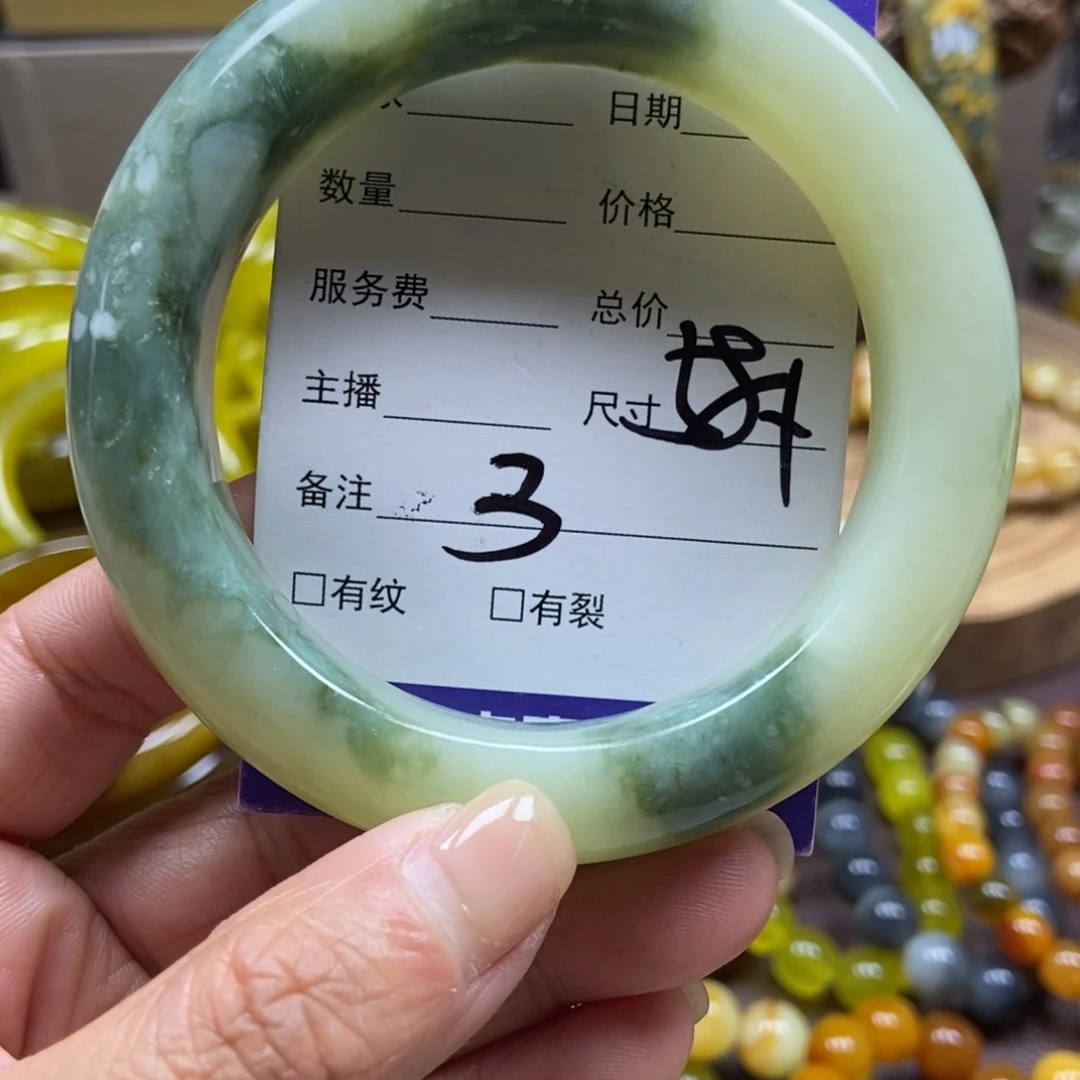 日期
数量 价格
服务费 总价
主播 尺寸
备注 3
□有纹 □有裂